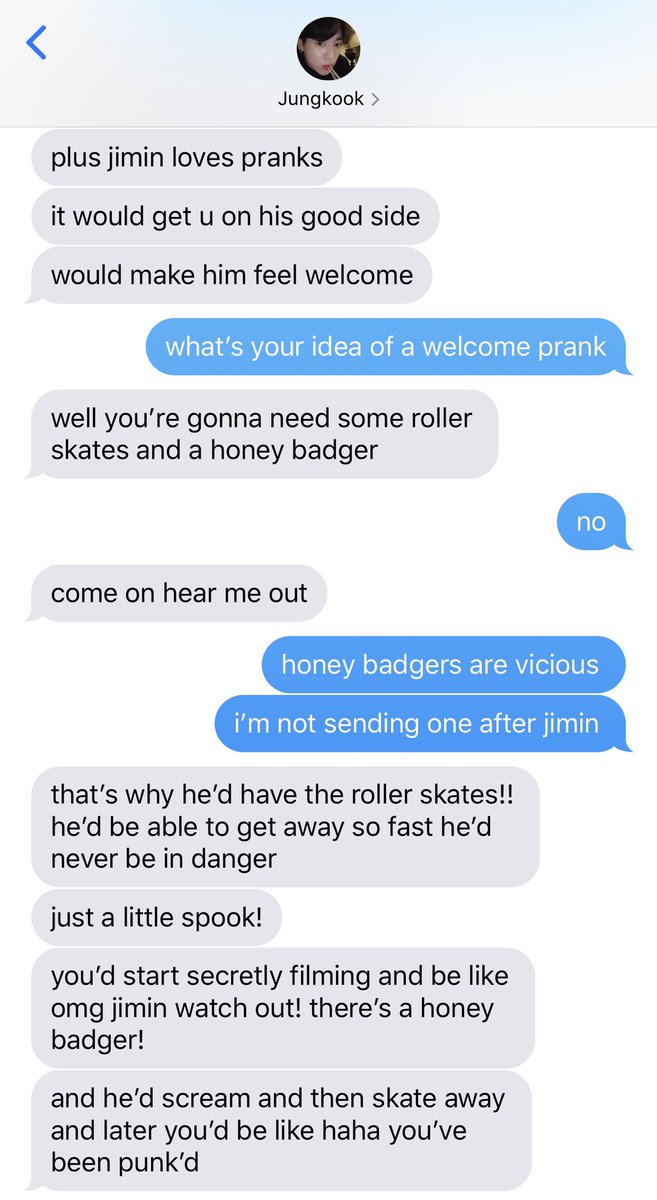 Jungkook
plus jimin loves pranks
it would get u on his good side
would make him feel welcome
what’s your idea of a welcome prank
well you’re gonna need some roller
skates and a honey badger
no
come on hear me out
honey badgers are vicious
i’m not sending one after jimin
that’s why he’d have the roller skates!!
he’d be able to get away so fast he’d
never be in danger
just a little spook!
you’d start secretly filming and be like
omg jimin watch out! there’s a honey
badger!
and he’d scream and then skate away
and later you’d be like haha you’ve
been punk’d